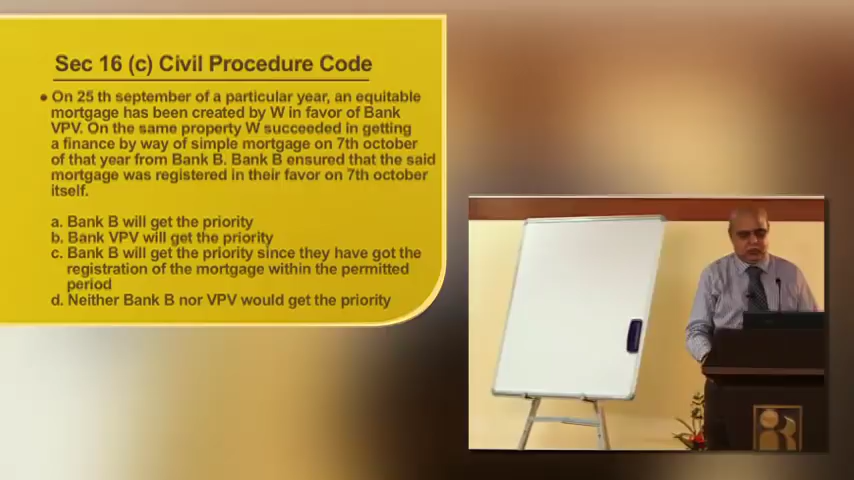 Sec 16 (c) Civil Procedure Code
• On 25 th september of a particular year, an equitable
mortgage has been created by W in favor of Bank
VPV. On the same property W succeeded in getting
a finance by way of simple mortgage on 7th october
of that year from Bank B. Bank B ensured that the said
mortgage was registered in their favor on 7th october
itself.
a. Bank B will get the priority
b. Bank VPV will get the priority
c. Bank B will get the priority since they have got the
registration of the mortgage within the permitted
period
d. Neither Bank B nor VPV would get the priority